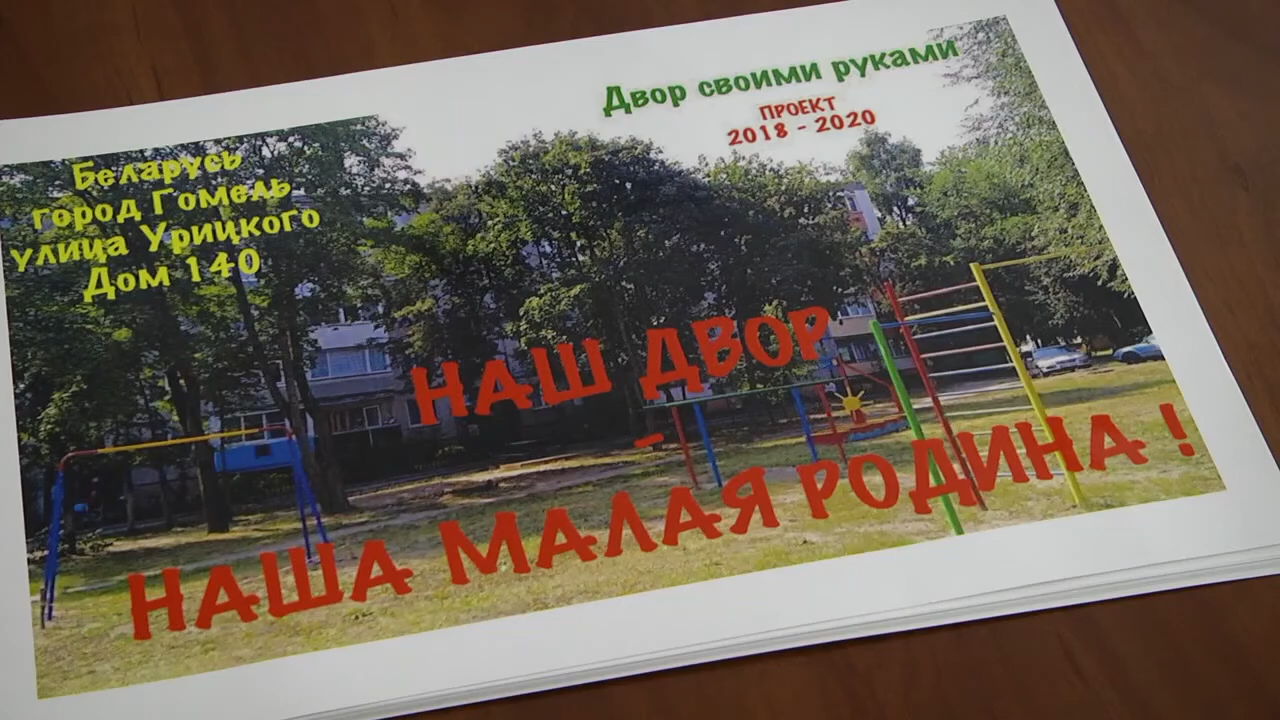 Двор своими руками
ПРОЕКТ
2018 - 2020
Беларусь
город Гомель
улица Урицкого
Дом 140
НАШ ДВОР
-
НАША МАЛАЯ РОДИНА !